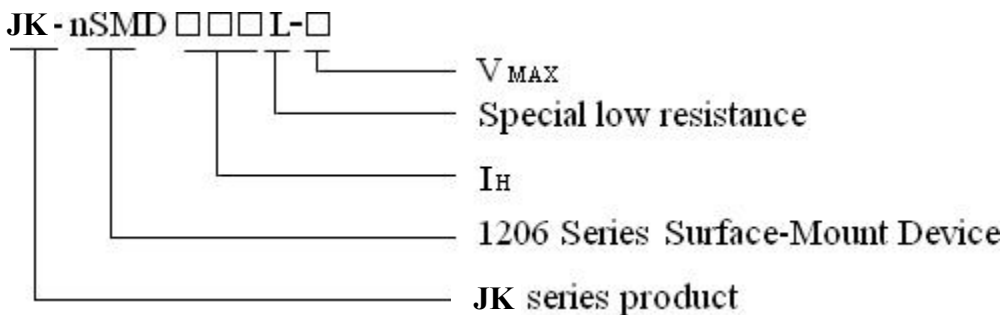 JK-nSMD □□□L-□
VMAX
Special low resistance
IH
1206 Series Surface-Mount Device
JK series product